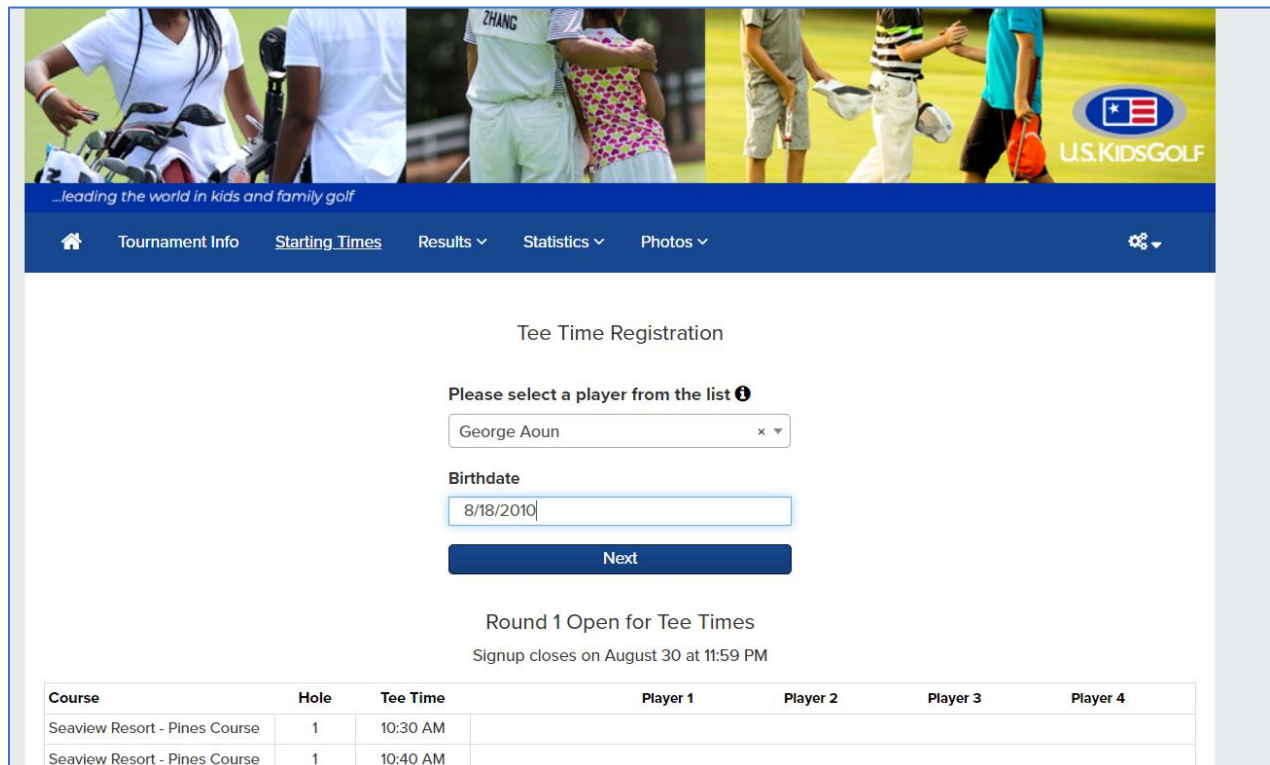 ZHANG
U.S. KIDSGOLF
...leading the world in kids and family golf
Tournament Info Starting Times Results Statistics Photos
Tee Time Registration
Please select a player from the list
George Aoun ×
Birthdate
8/18/2010
Next
Round 1 Open for Tee Times
Signup closes on August 30 at 11:59 PM
Course Hole Tee Time Player 1 Player 2 Player 3 Player 4
Seaview Resort - Pines Course 1 10:30 AM
Seaview Resort - Pines Course 1 10:40 AM